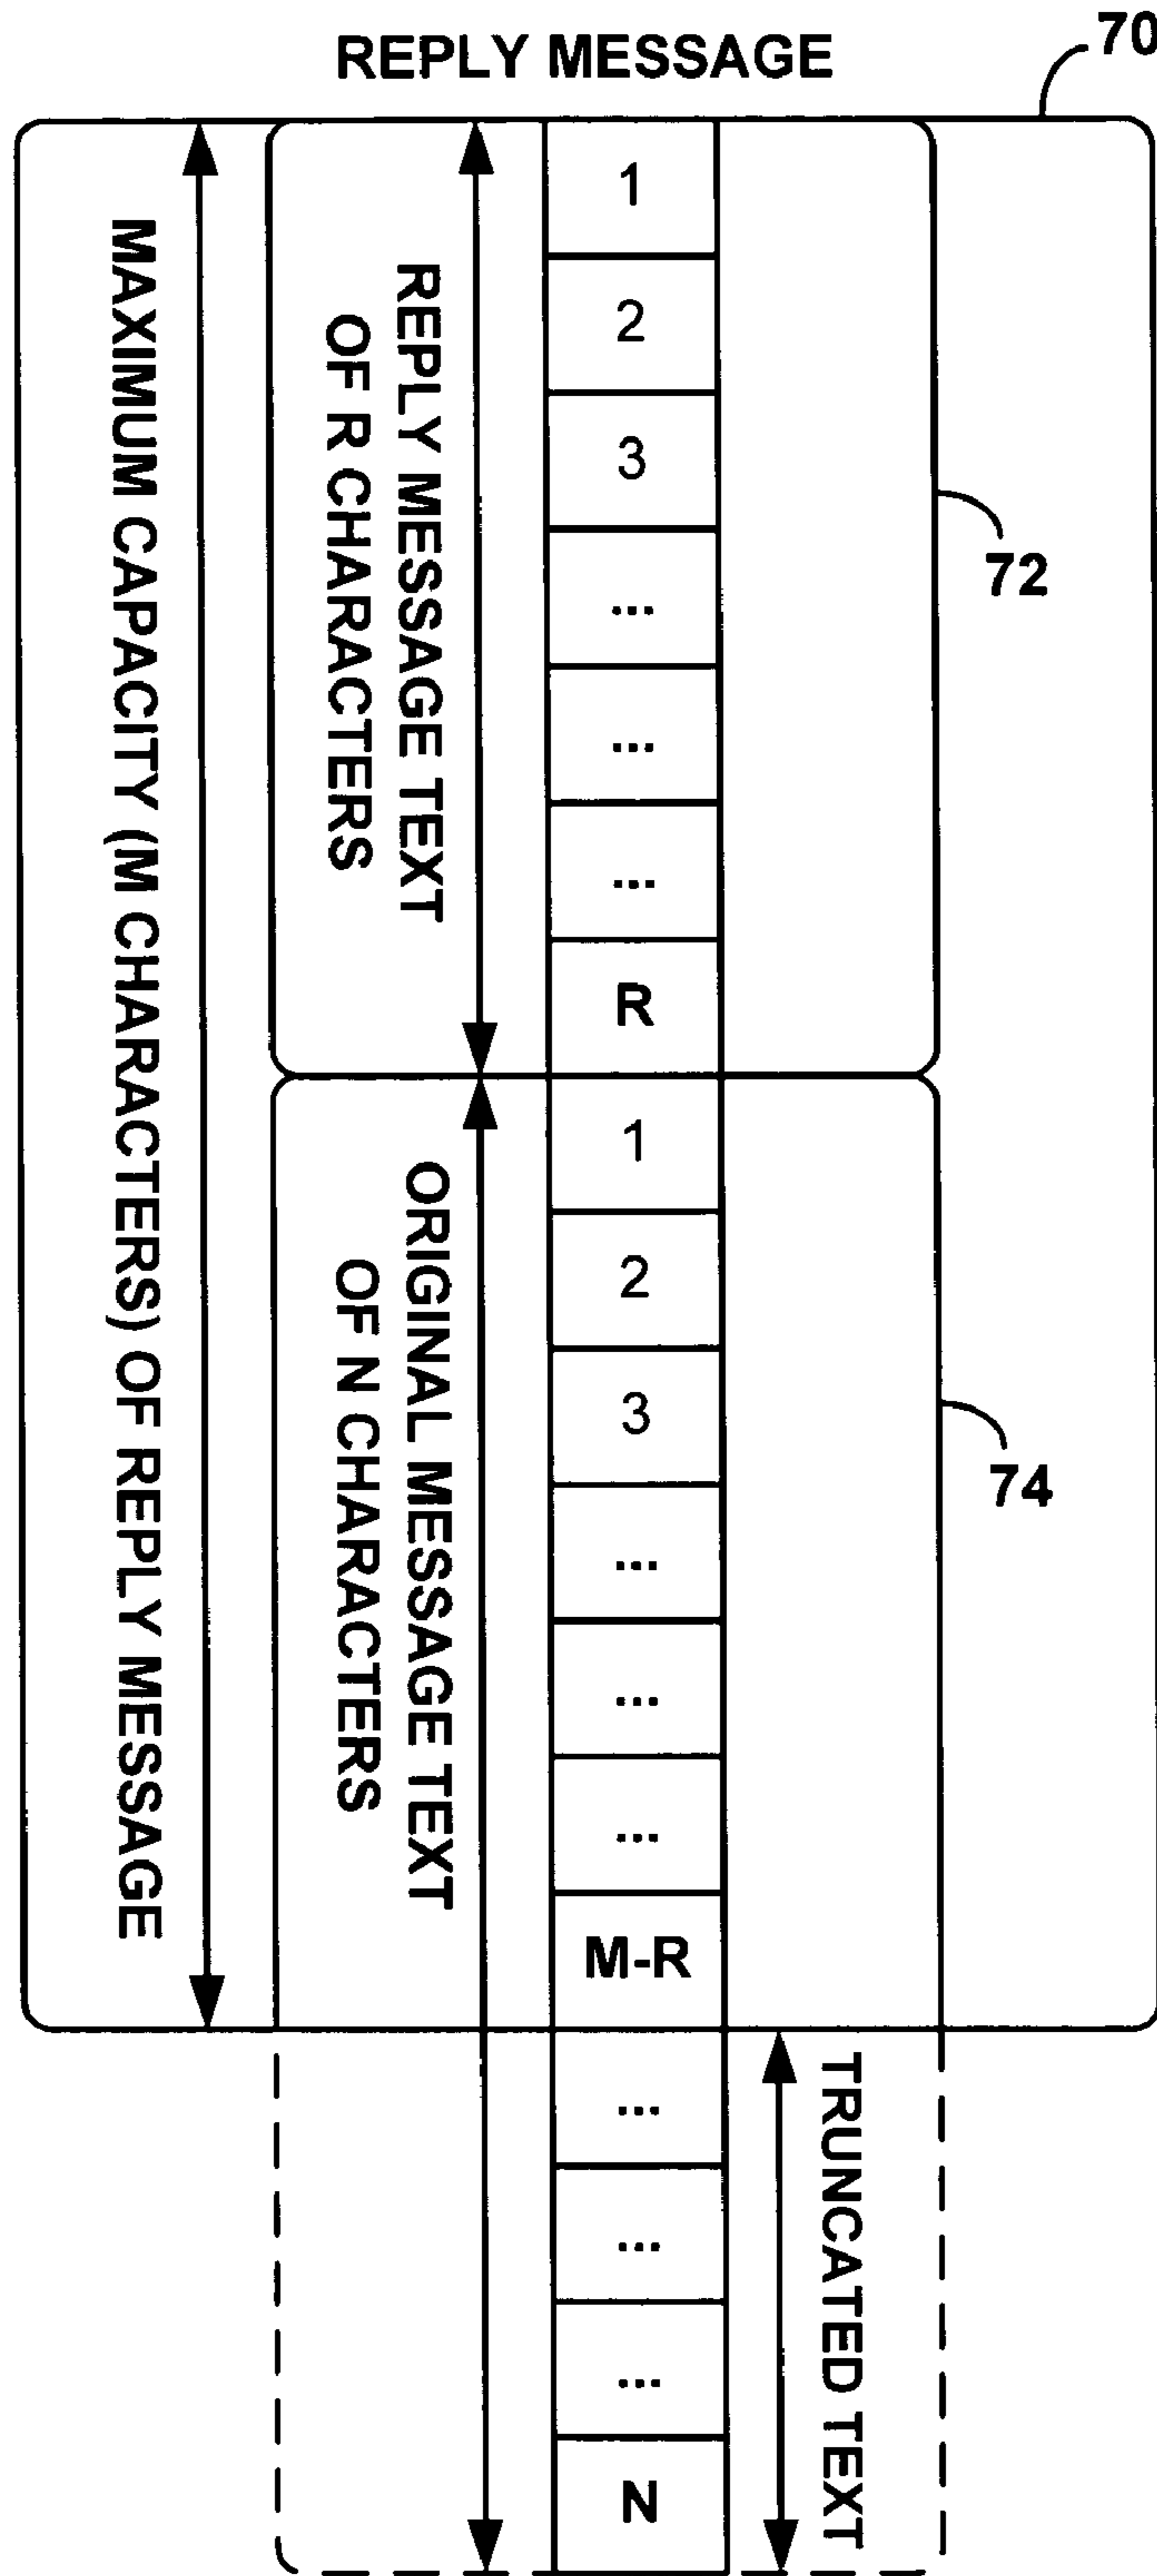 REPLY MESSAGE
70
MAXIMUM CAPACITY (M CHARACTERS) OF REPLY MESSAGE
REPLY MESSAGE TEXT
OF R CHARACTERS
1
2
3
...
...
...
R
72
ORIGINAL MESSAGE TEXT
OF N CHARACTERS
1
2
3
...
...
...
M-R
74
...
...
...
N
TRUNCATED TEXT